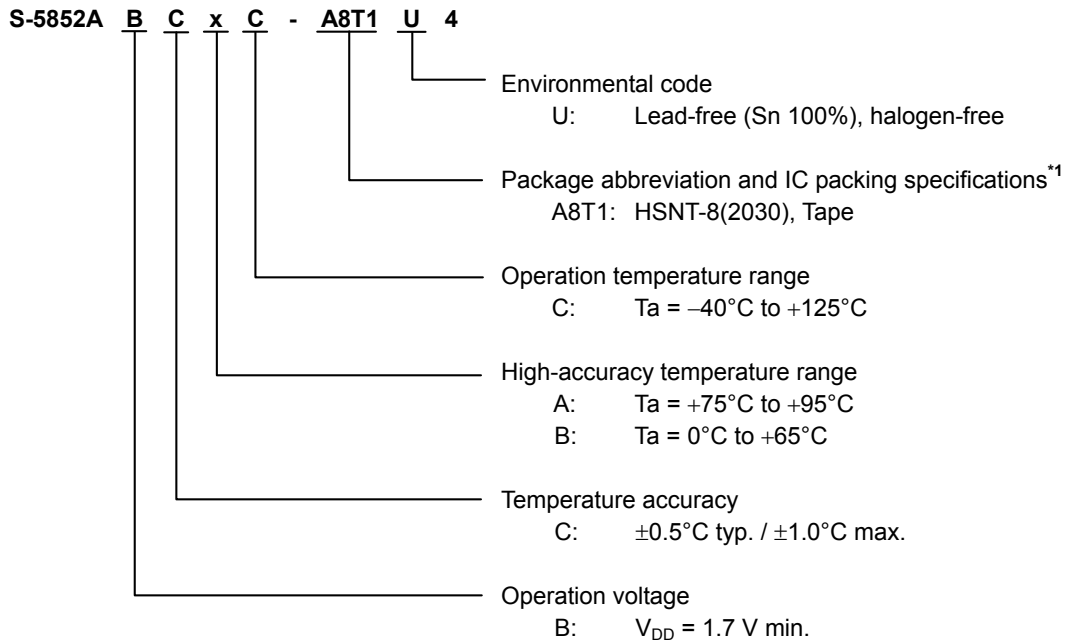 S-5852A B C x C - A8T1 U 4
Environmental code
U: Lead-free (Sn 100%), halogen-free
Package abbreviation and IC packing specifications*1
A8T1: HSNT-8(2030), Tape
Operation temperature range
C: Ta = −40°C to +125°C
High-accuracy temperature range
A: Ta = +75°C to +95°C
B: Ta = 0°C to +65°C
Temperature accuracy
C: ±0.5°C typ. / ±1.0°C max.
Operation voltage
B: VDD = 1.7 V min.